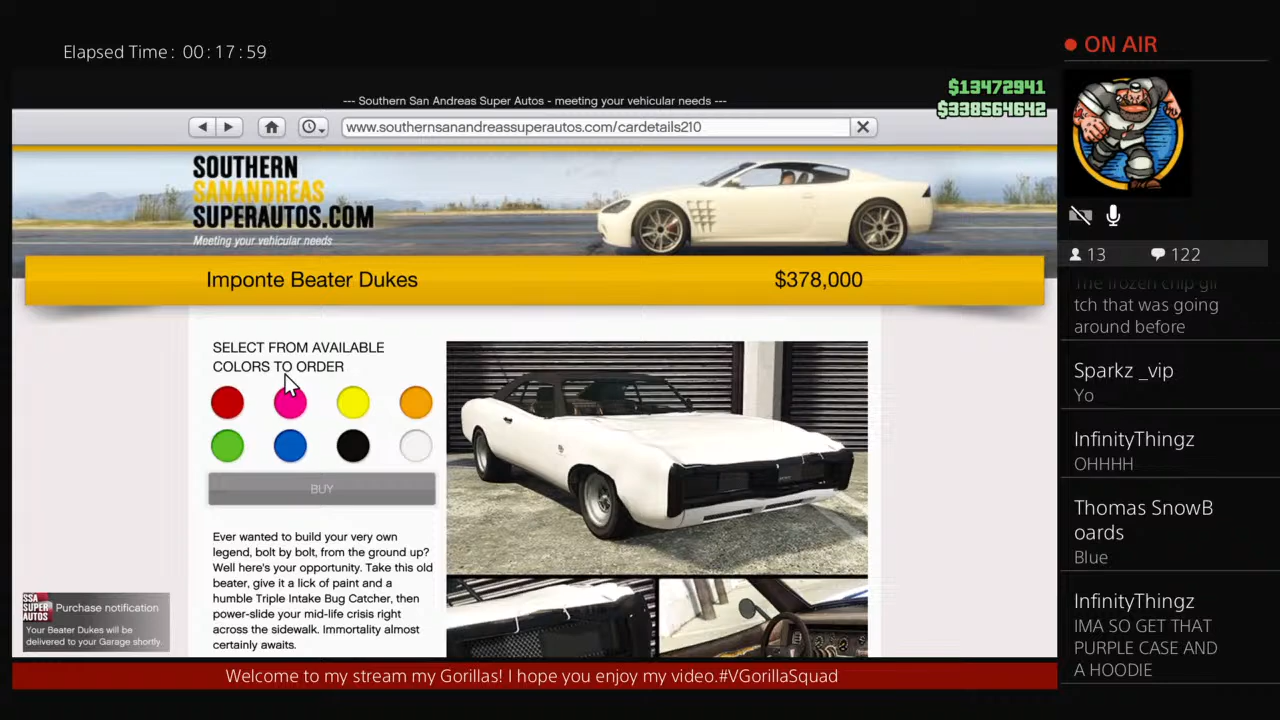 Elapsed Time: 00:17:59
ON AIR
--- Southern San Andreas Super Autos - meeting your vehicular needs ---
$13472941
$338564642
www.southernsanandreassuperautos.com/cardetails210
SOUTHERN
SANANDREAS
SUPERAUTOS.COM
Meeting your vehicular needs
Imponte Beater Dukes
$378,000
SELECT FROM AVAILABLE
COLORS TO ORDER
BUY
Ever wanted to build your very own
legend, bolt by bolt, from the ground up?
Well here's your opportunity. Take this old
beater, give it a lick of paint and a
humble Triple Intake Bug Catcher, then
power-slide your mid-life crisis right
across the sidewalk. Immortality almost
certainly awaits.
SSA
SUPER
AUTOS
Purchase notification
Your Beater Dukes will be
delivered to your Garage shortly.
Welcome to my stream my Gorillas! I hope you enjoy my video.#VGorillaSquad
13
122
The frozen chip gli
tch that was going
around before
Sparkz _vip
Yo
InfinityThingz
OHHHH
Thomas SnowB
oards
Blue
InfinityThingz
IMA SO GET THAT
PURPLE CASE AND
A HOODIE